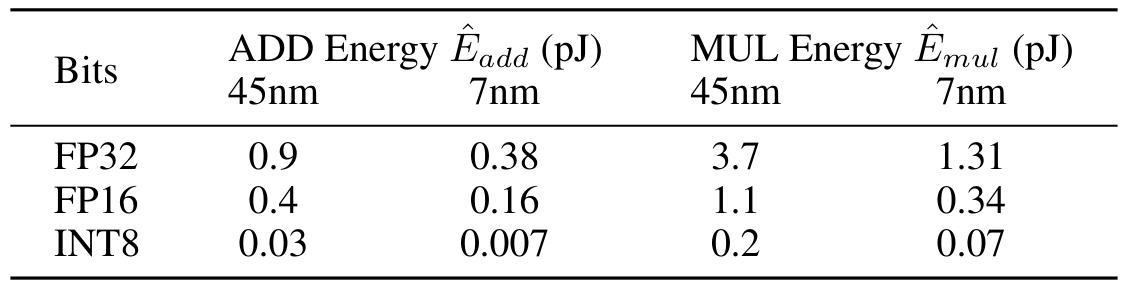 Bits ADD Energy Ê_add (pJ) MUL Energy Ê_mul (pJ)
45nm 7nm 45nm 7nm
FP32 0.9 0.38 3.7 1.31
FP16 0.4 0.16 1.1 0.34
INT8 0.03 0.007 0.2 0.07